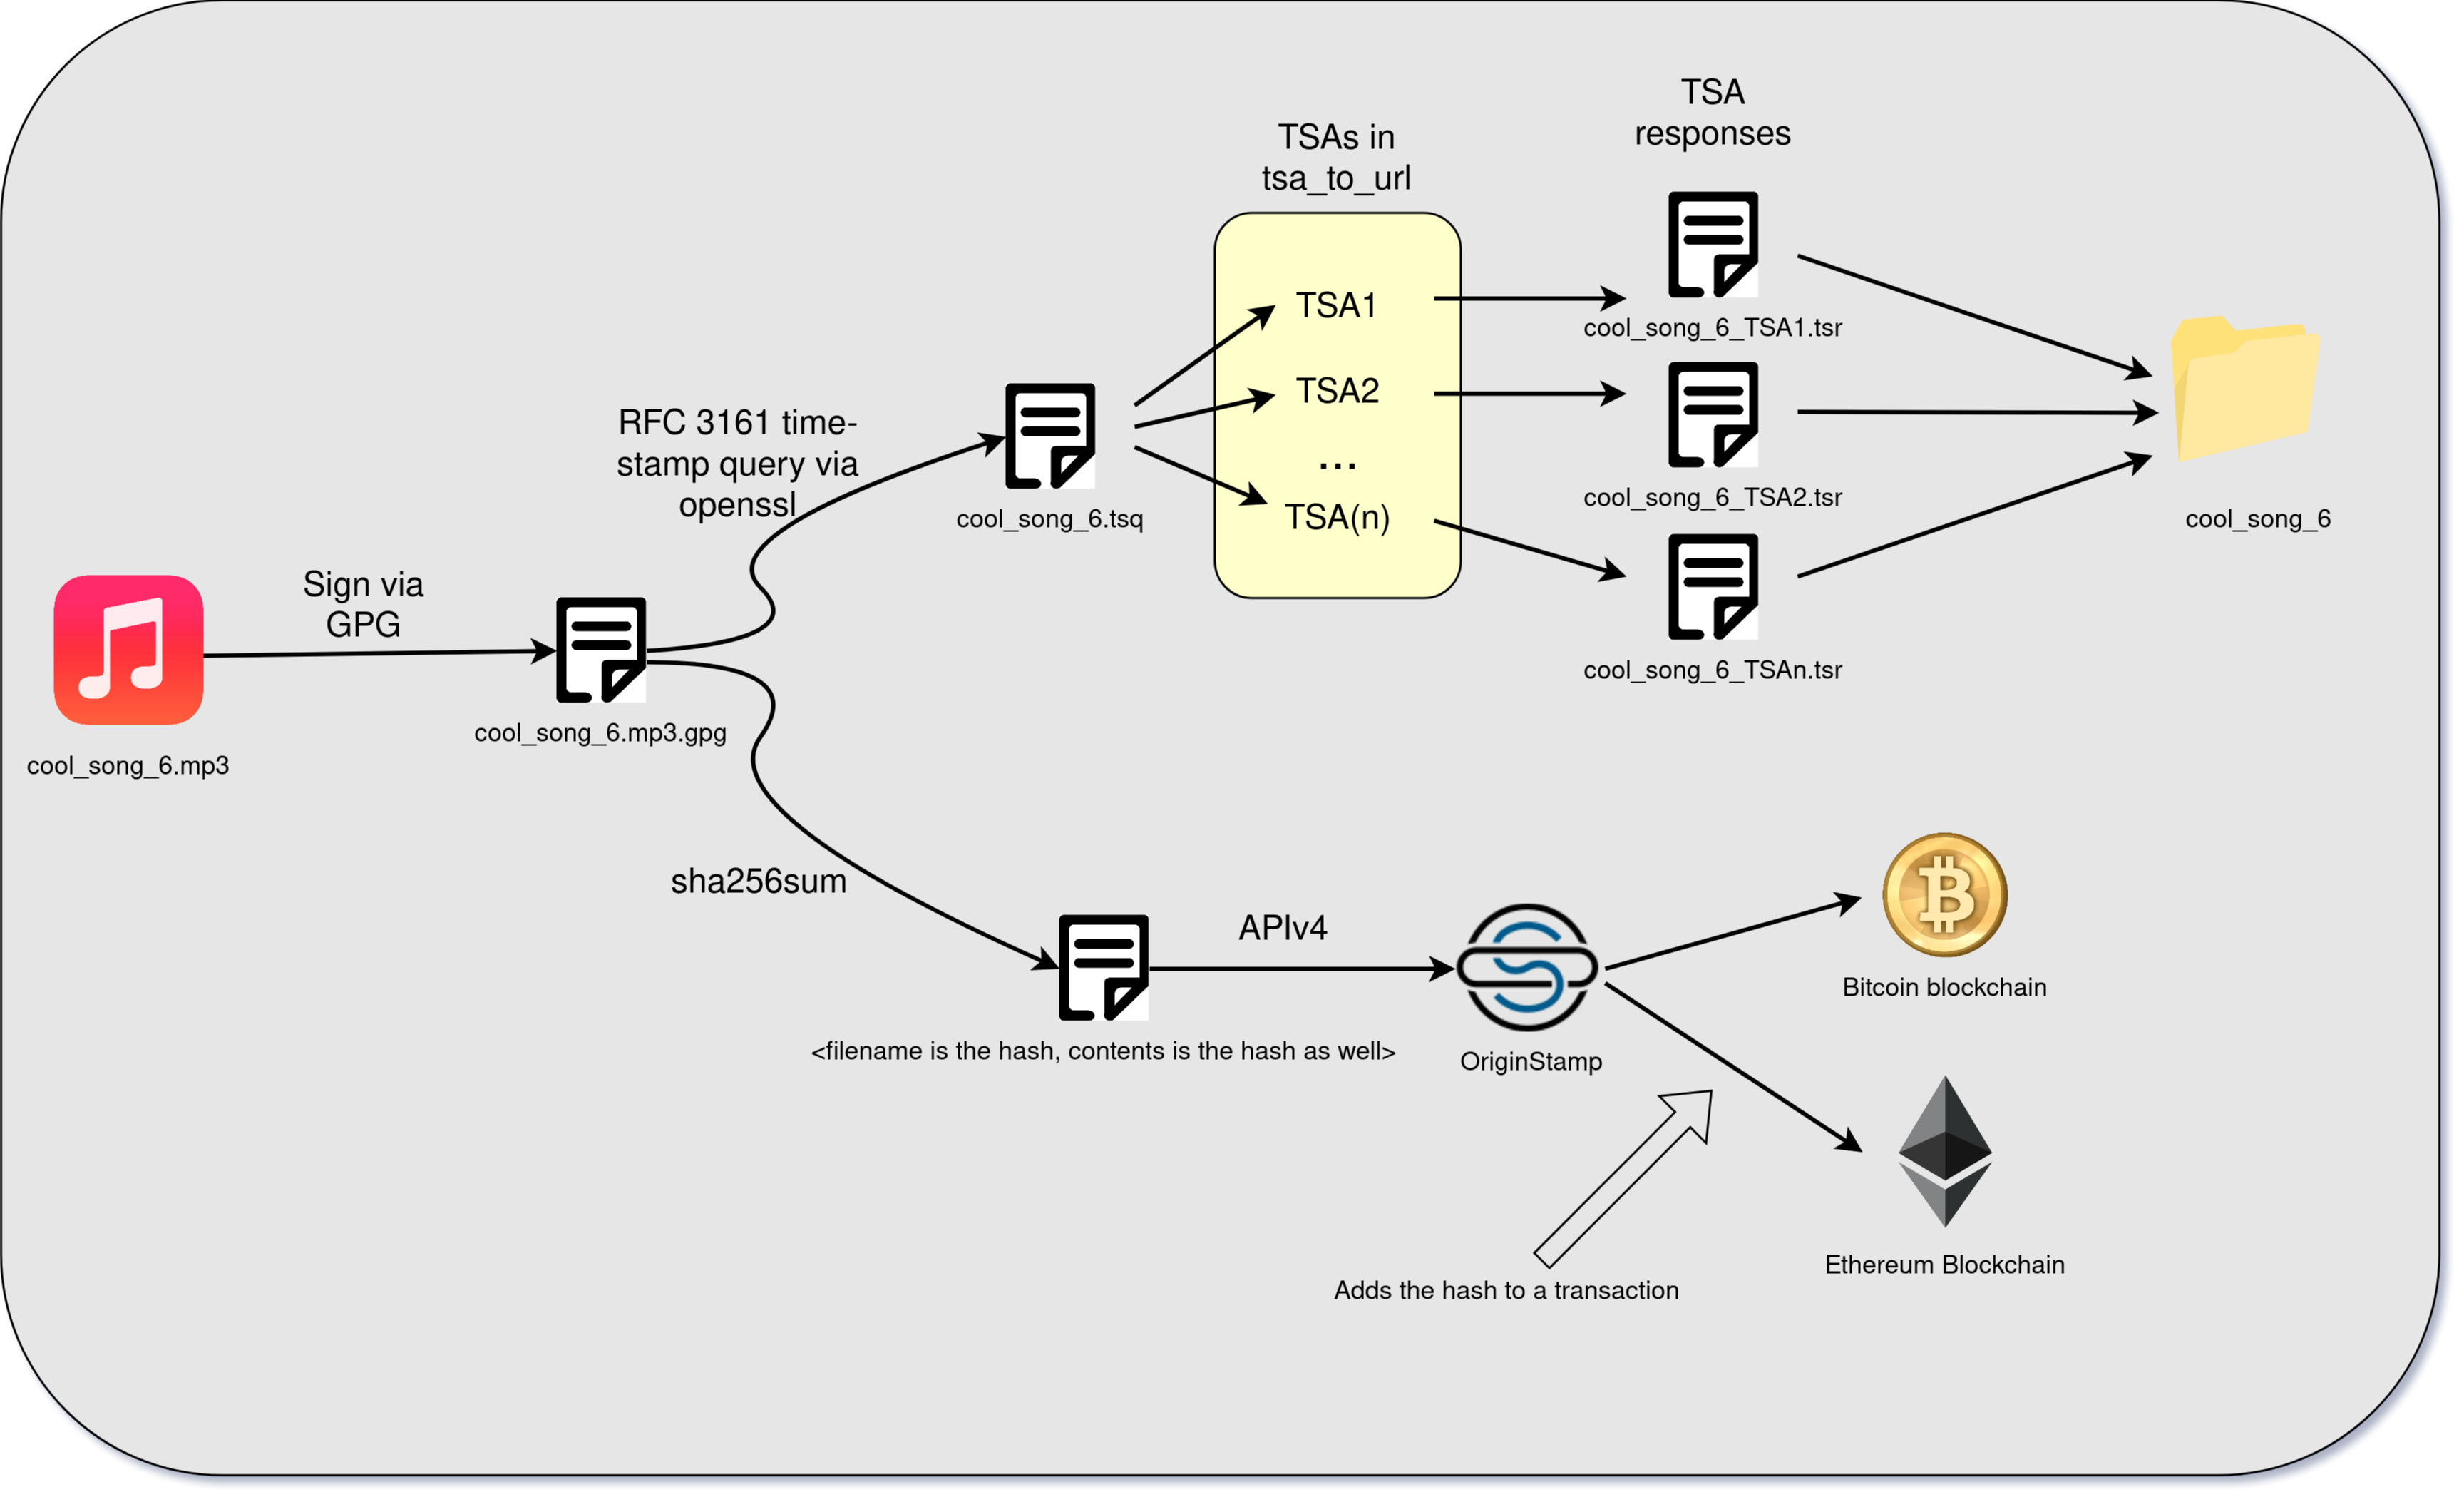 TSA
responses
TSAs in
tsa_to_url
TSA1
TSA2
...
TSA(n)
cool_song_6_TSA1.tsr
cool_song_6_TSA2.tsr
cool_song_6_TSAn.tsr
cool_song_6
RFC 3161 time-
stamp query via
openssl
cool_song_6.tsq
Sign via
GPG
cool_song_6.mp3
cool_song_6.mp3.gpg
sha256sum
<filename is the hash, contents is the hash as well>
APIv4
OriginStamp
Bitcoin blockchain
Ethereum Blockchain
Adds the hash to a transaction